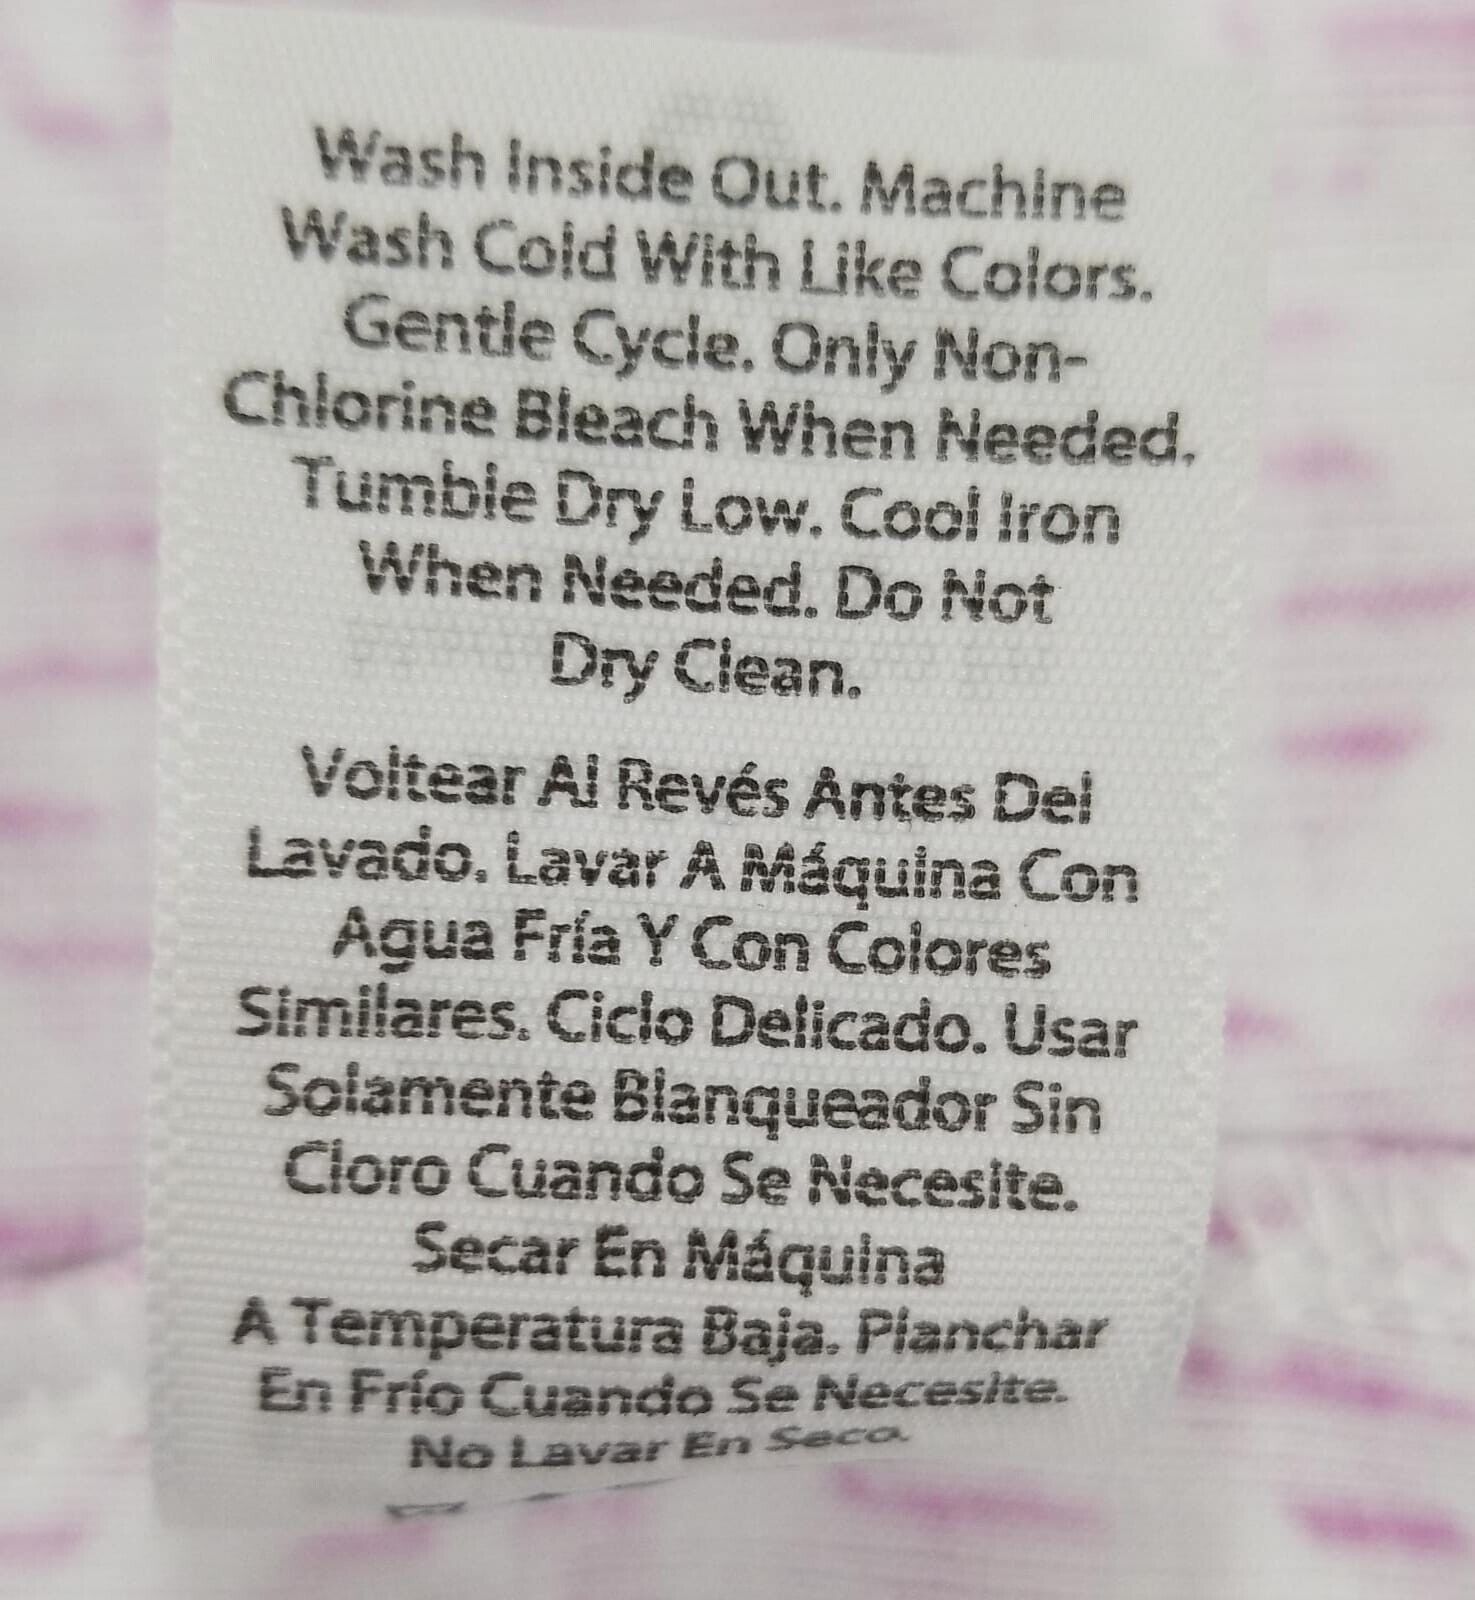 Wash Inside Out. Machine
Wash Cold With Like Colors.
Gentle Cycle. Only Non-
Chlorine Bleach When Needed.
Tumble Dry Low. Cool Iron
When Needed. Do Not
Dry Clean.
Voltear Al Revés Antes Del
Lavado. Lavar A Máquina Con
Agua Fría Y Con Colores
Similares. Ciclo Delicado. Usar
Solamente Blanqueador Sin
Cloro Cuando Se Necesite.
Secar En Máquina
A Temperatura Baja. Planchar
En Frío Cuando Se Necesite.
No Lavar En Seco.